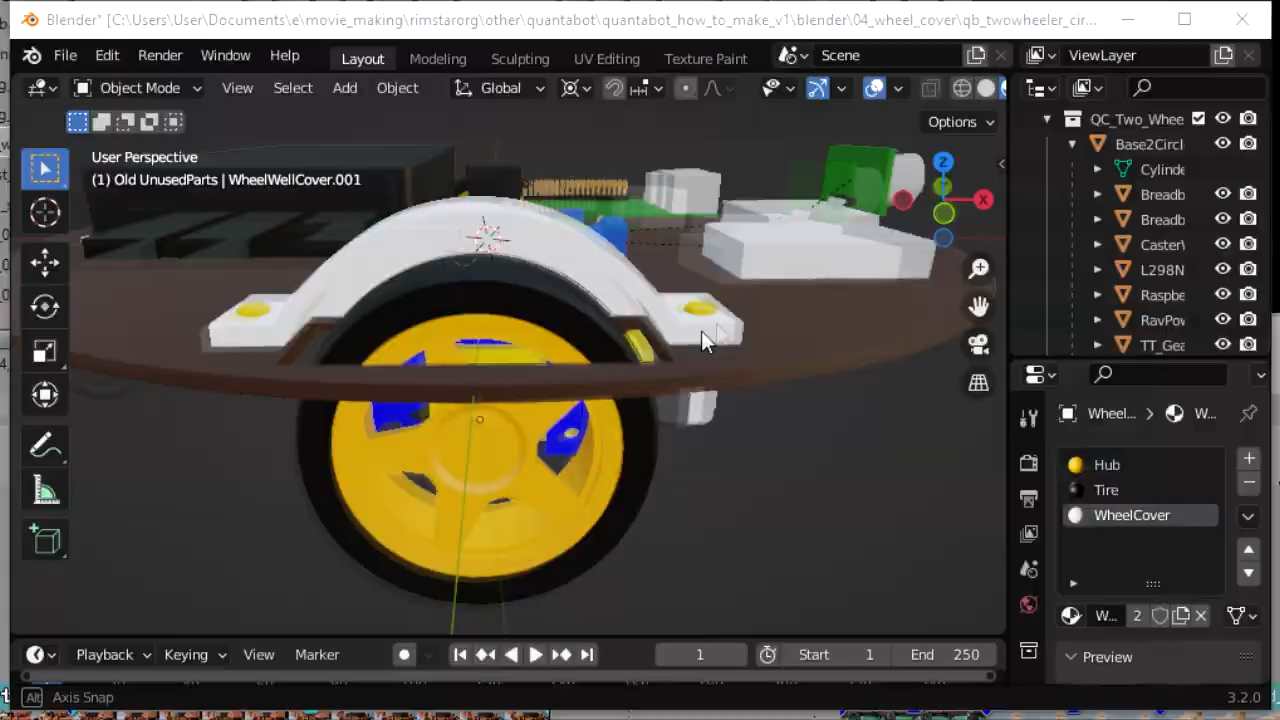 Blender* [C:\Users\User\Documents\e\movie_making\rimstarorg\other\quantabot\quantabot_how_to_make_v1\blender\04_wheel_cover\qb_twowheeler_cir...
File Edit Render Window Help Layout Modeling Sculpting UV Editing Texture Paint Scene ViewLayer
Object Mode View Select Add Object Global
Options
User Perspective
(1) Old UnusedParts | WheelWellCover.001
Z
Y
X
QC_Two_Whee
Base2Circl
Cylinde
Breadb
Breadb
Caster
L298N
Raspbe
RavPov
TT_Gea
Wheel... W...
Hub
Tire
WheelCover
W... 2
Preview
Playback Keying View Marker 1 Start 1 End 250
Alt Axis Snap 3.2.0